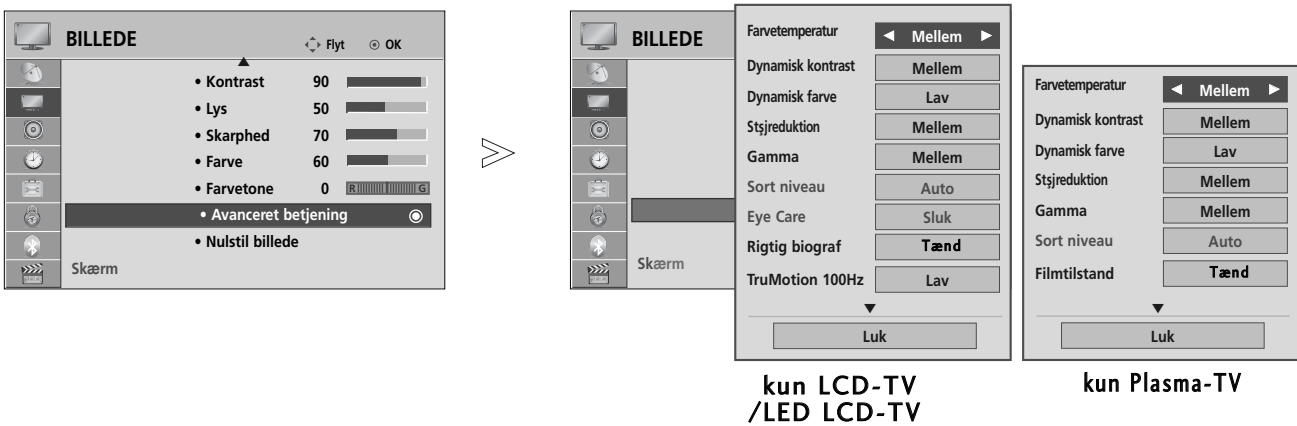 BILLEDE
Flyt
OK
• Kontrast 90
• Lys 50
• Skarphed 70
• Farve 60
• Farvetone 0 R G
• Avanceret betjening
• Nulstil billede
Skærm
BILLEDE
Skærm
Farvetemperatur Mellem
Dynamisk kontrast Mellem
Dynamisk farve Lav
Stsjreduktion Mellem
Gamma Mellem
Sort niveau Auto
Eye Care Sluk
Rigtig biograf Tænd
TruMotion 100Hz Lav
Luk
kun LCD-TV
/LED LCD-TV
Farvetemperatur Mellem
Dynamisk kontrast Mellem
Dynamisk farve Lav
Stsjreduktion Mellem
Gamma Mellem
Sort niveau Auto
Filmtilstand Tænd
Luk
kun Plasma-TV